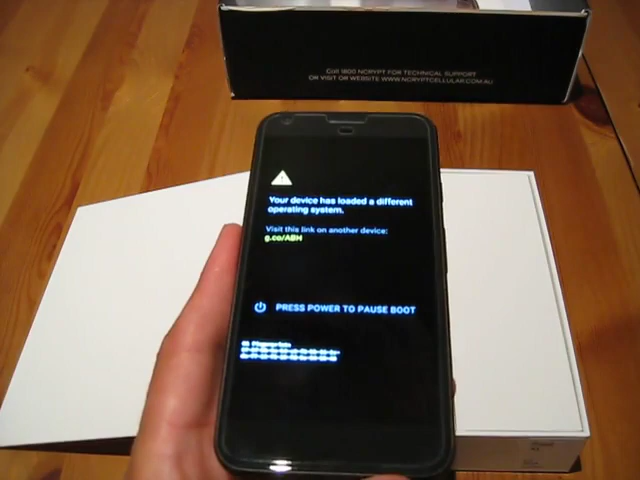 Call 1800 NCRYPT FOR TECHNICAL SUPPORT
OR VISIT OR WEBSITE WWW.NCRYPTCELLULAR.COM.AU
Your device has loaded a different
operating system.
Visit this link on another device:
g.co/ABH
PRESS POWER TO PAUSE BOOT